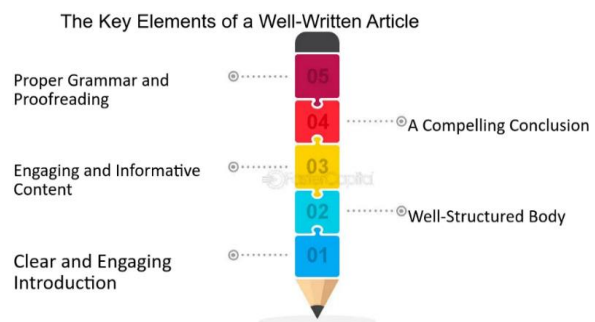 The Key Elements of a Well-Written Article
05
Proper Grammar and
Proofreading
04
A Compelling Conclusion
03
Engaging and Informative
Content
FasterCapital
02
Well-Structured Body
01
Clear and Engaging
Introduction